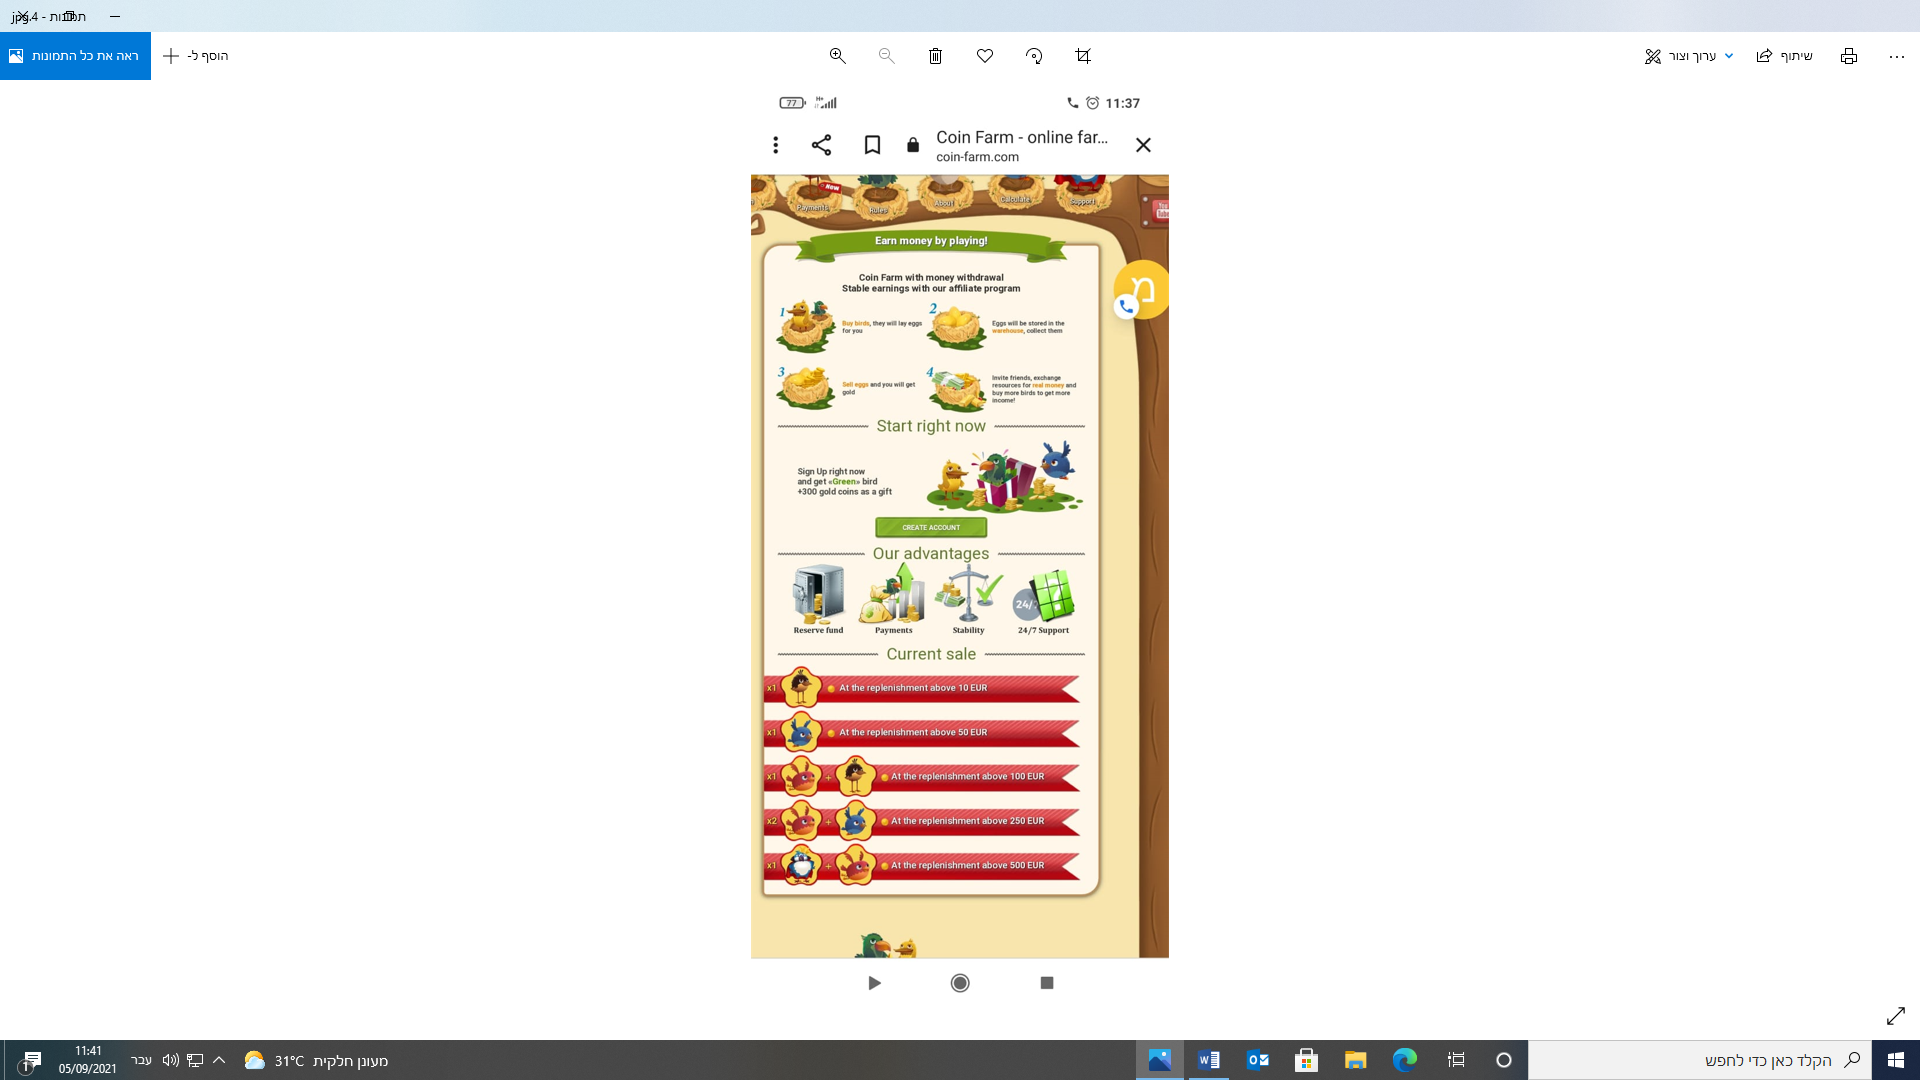 תמונות - 4.jpg
ראה את כל התמונות
הוסף ל-
ערוך וצור
שיתוף
77
H+
11:37
Coin Farm - online far...
coin-farm.com
New
Payments
Rules
About
Calculate
Support
You Tube
Earn money by playing!
Coin Farm with money withdrawal
Stable earnings with our affiliate program
מ
1
Buy birds, they will lay eggs
for you
2
Eggs will be stored in the
warehouse, collect them
3
Sell eggs and you will get
gold
4
Invite friends, exchange
resources for real money and
buy more birds to get more
income!
Start right now
Sign Up right now
and get «Green» bird
+300 gold coins as a gift
CREATE ACCOUNT
Our advantages
24/7
Reserve fund
Payments
Stability
24/7 Support
Current sale
x1
At the replenishment above 10 EUR
x1
At the replenishment above 50 EUR
x1 +
At the replenishment above 100 EUR
x2 +
At the replenishment above 250 EUR
x1 +
At the replenishment above 500 EUR
1
11:41
05/09/2021
עבר
31°C מעונן חלקית
הקלד כאן כדי לחפש